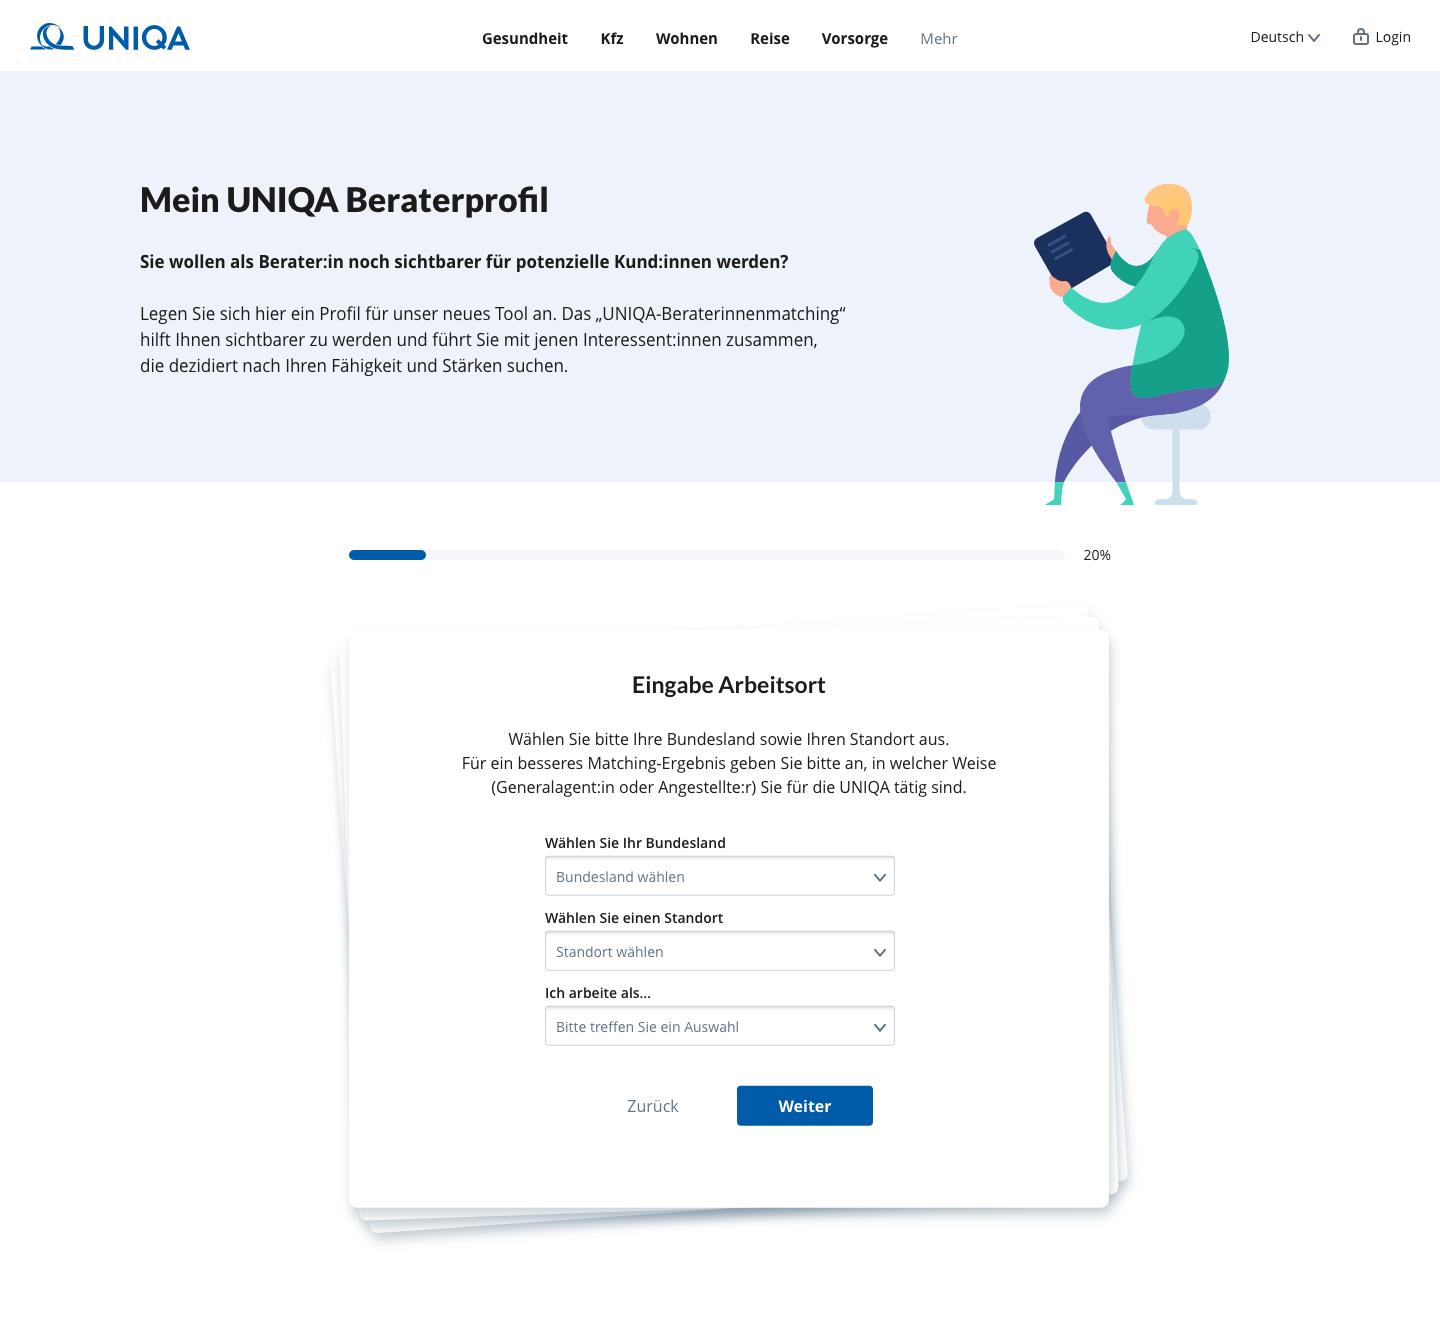 UNIQA
Gesundheit Kfz Wohnen Reise Vorsorge Mehr
Deutsch Login
Mein UNIQA Beraterprofil
Sie wollen als Berater:in noch sichtbarer für potenzielle Kund:innen werden?
Legen Sie sich hier ein Profil für unser neues Tool an. Das „UNIQA-Beraterinnenmatching“
hilft Ihnen sichtbarer zu werden und führt Sie mit jenen Interessent:innen zusammen,
die dezidiert nach Ihren Fähigkeit und Stärken suchen.
20%
Eingabe Arbeitsort
Wählen Sie bitte Ihre Bundesland sowie Ihren Standort aus.
Für ein besseres Matching-Ergebnis geben Sie bitte an, in welcher Weise
(Generalagent:in oder Angestellte:r) Sie für die UNIQA tätig sind.
Wählen Sie Ihr Bundesland
Bundesland wählen
Wählen Sie einen Standort
Standort wählen
Ich arbeite als...
Bitte treffen Sie ein Auswahl
Zurück Weiter